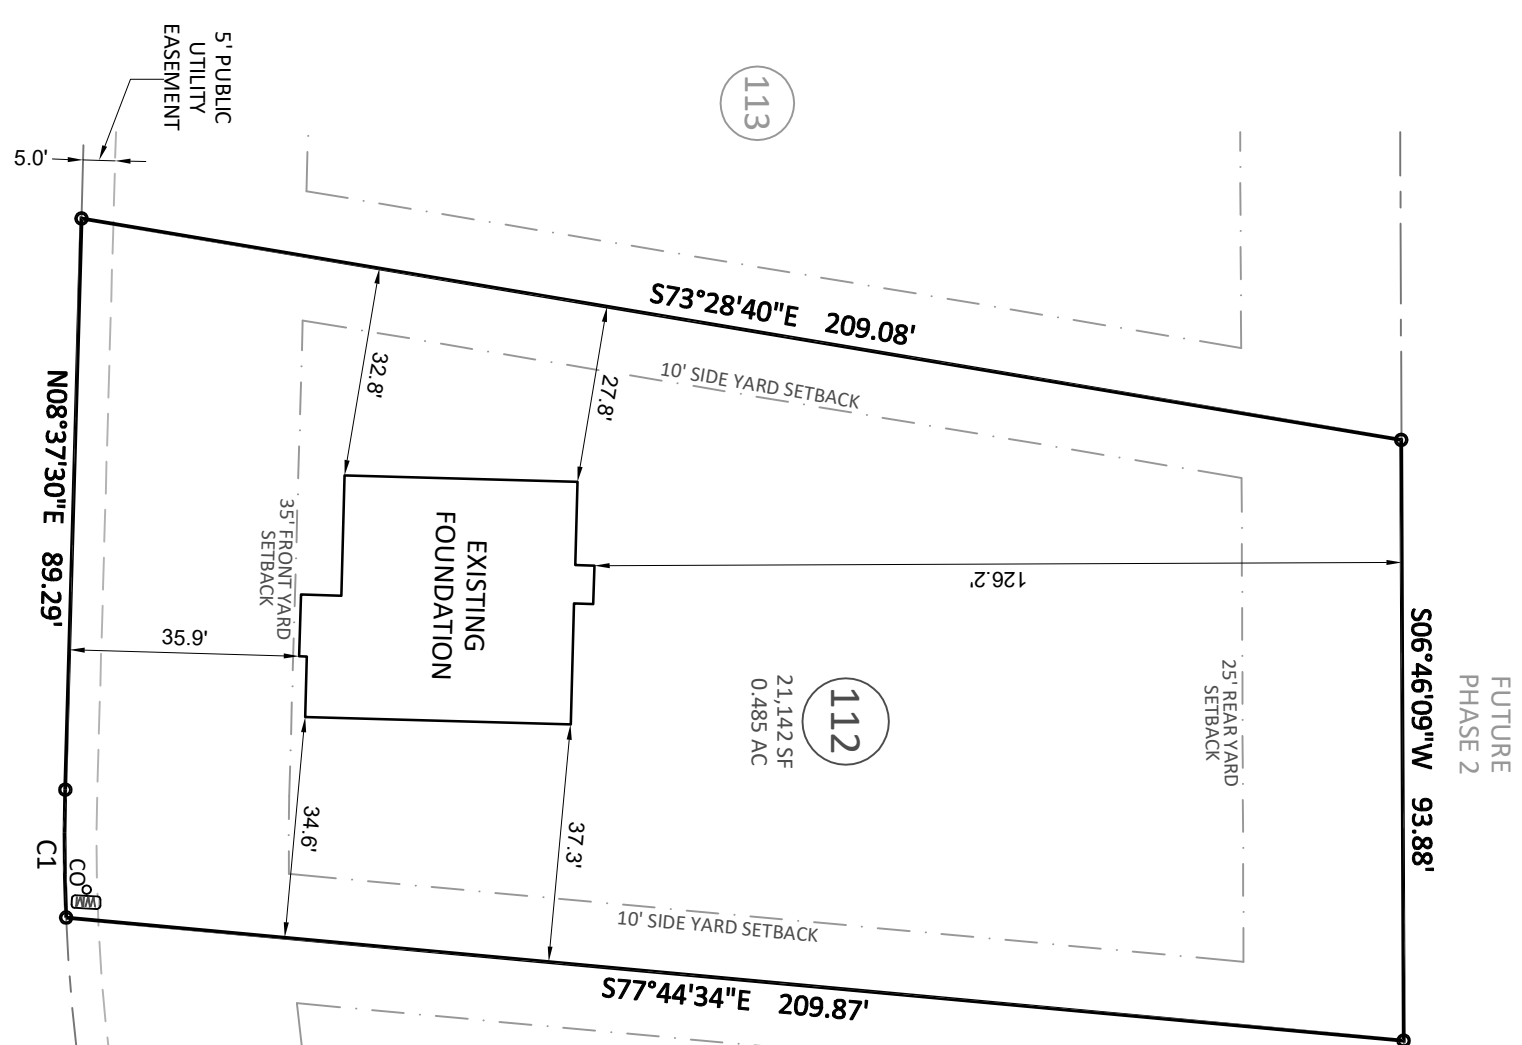 5' PUBLIC
UTILITY
EASEMENT
5.0'
113
S73°28'40"E 209.08'
10' SIDE YARD SETBACK
32.8'
27.8'
N08°37'30"E 89.29'
35' FRONT YARD
SETBACK
35.9'
EXISTING
FOUNDATION
126.2'
112
21,142 SF
0.485 AC
25' REAR YARD
SETBACK
S06°46'09"W 93.88'
FUTURE
PHASE 2
34.6'
37.3'
C1
CO
WM
10' SIDE YARD SETBACK
S77°44'34"E 209.87'